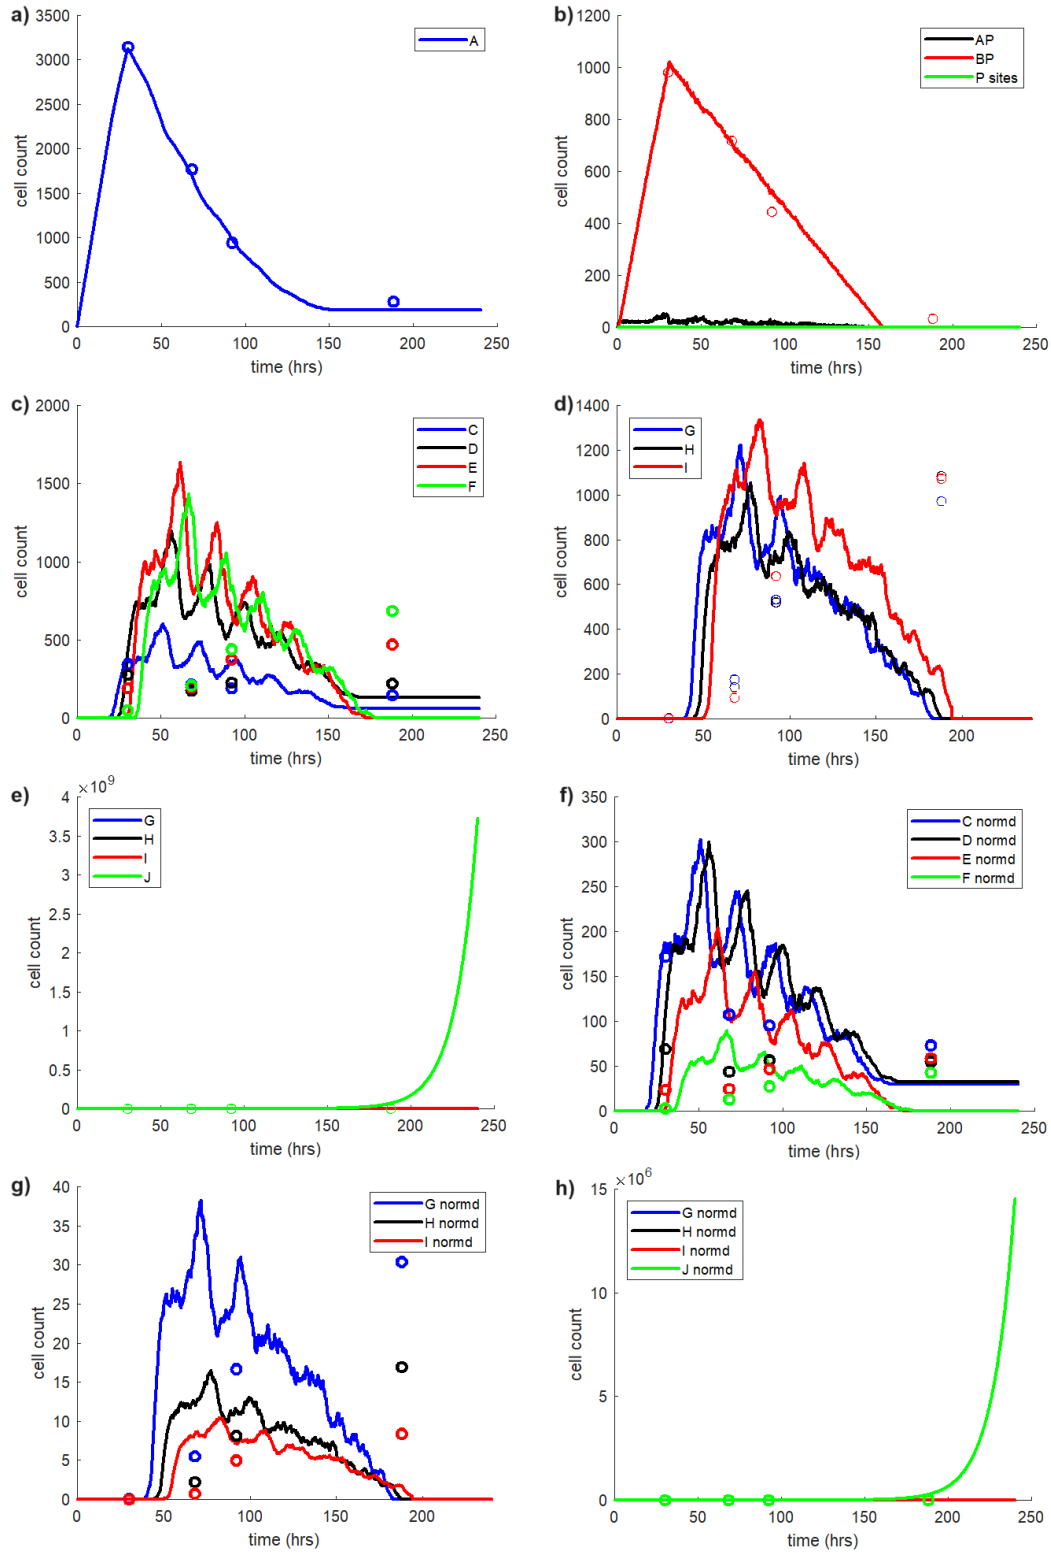 a)
3500
3000
2500
2000
1500
1000
500
0
cell count
0 50 100 150 200 250
time (hrs)
A
b)
1200
1000
800
600
400
200
0
cell count
0 50 100 150 200 250
time (hrs)
AP
BP
P sites
c)
2000
1500
1000
500
0
cell count
0 50 100 150 200 250
time (hrs)
C
D
E
F
d)
1400
1200
1000
800
600
400
200
0
cell count
0 50 100 150 200
time (hrs)
G
H
I
e)
×10^9
4
3.5
3
2.5
2
1.5
1
0.5
0
cell count
0 50 100 150 200 250
time (hrs)
G
H
I
J
f)
350
300
250
200
150
100
50
0
cell count
0 50 100 150 200 250
time (hrs)
C normd
D normd
E normd
F normd
g)
40
35
30
25
20
15
10
5
0
cell count
0 50 100 150 200
time (hrs)
G normd
H normd
I normd
h)
×10^6
15
10
5
0
cell count
0 50 100 150 200 250
time (hrs)
G normd
H normd
I normd
J normd